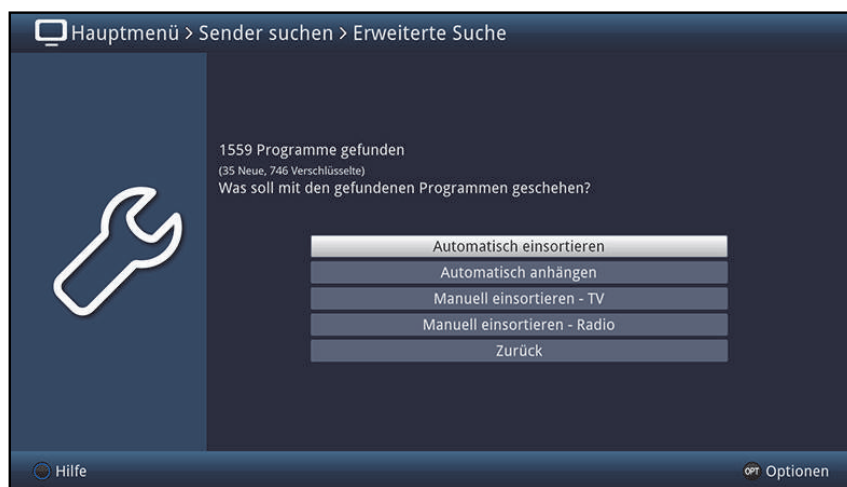 Hauptmenü > Sender suchen > Erweiterte Suche
1559 Programme gefunden
(35 Neue, 746 Verschlüsselte)
Was soll mit den gefundenen Programmen geschehen?
Automatisch einsortieren
Automatisch anhängen
Manuell einsortieren - TV
Manuell einsortieren - Radio
Zurück
Hilfe
OPT Optionen